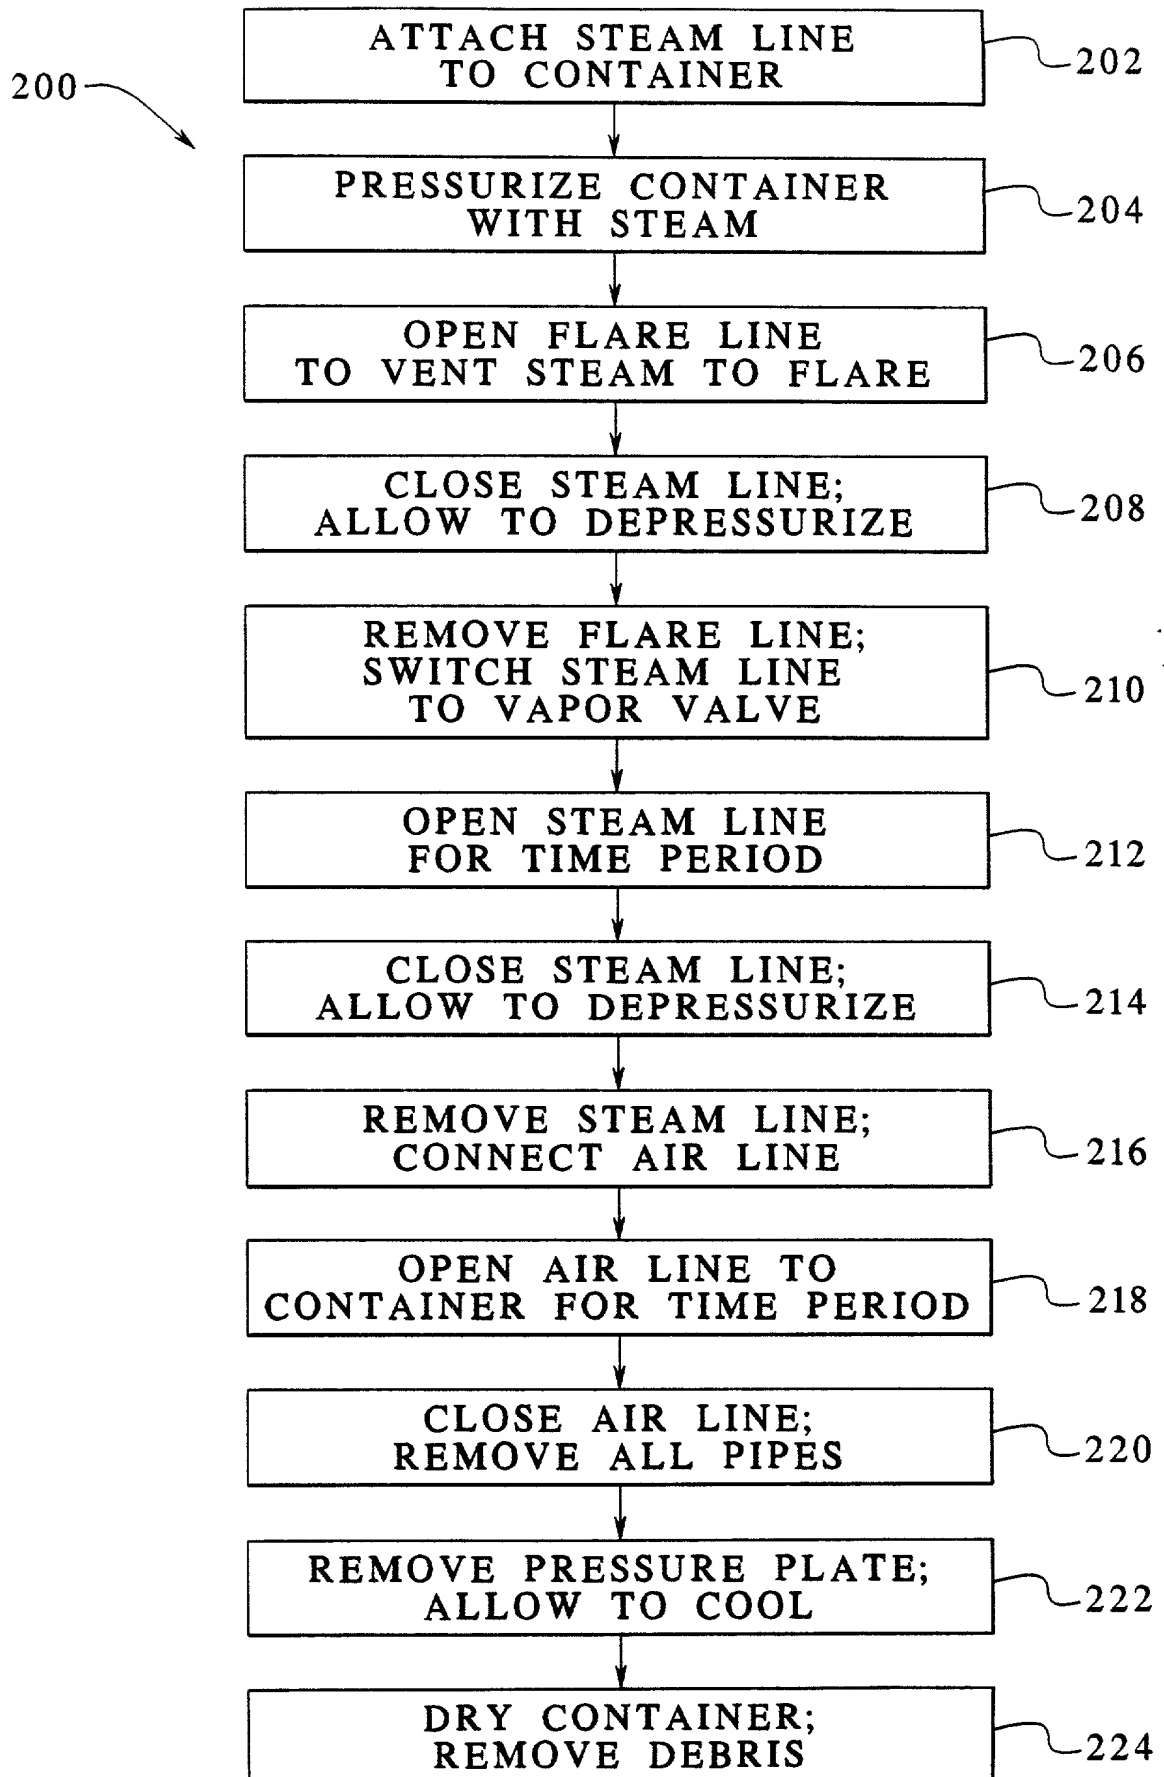 200
ATTACH STEAM LINE
TO CONTAINER
202
PRESSURIZE CONTAINER
WITH STEAM
204
OPEN FLARE LINE
TO VENT STEAM TO FLARE
206
CLOSE STEAM LINE;
ALLOW TO DEPRESSURIZE
208
REMOVE FLARE LINE;
SWITCH STEAM LINE
TO VAPOR VALVE
210
OPEN STEAM LINE
FOR TIME PERIOD
212
CLOSE STEAM LINE;
ALLOW TO DEPRESSURIZE
214
REMOVE STEAM LINE;
CONNECT AIR LINE
216
OPEN AIR LINE TO
CONTAINER FOR TIME PERIOD
218
CLOSE AIR LINE;
REMOVE ALL PIPES
220
REMOVE PRESSURE PLATE;
ALLOW TO COOL
222
DRY CONTAINER;
REMOVE DEBRIS
224